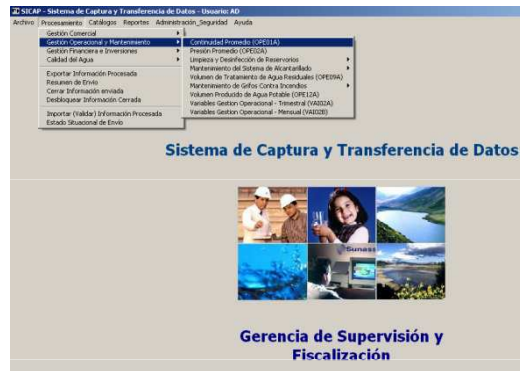 SICAP - Sistema de Captura y Transferencia de Datos - Usuario: AD
Archivo Procesamiento Catálogos Reportes Administración_Seguridad Ayuda
Gestión Comercial
Gestión Operacional y Mantenimiento
Gestión Financiera e Inversiones
Calidad del Agua
Exportar Información Procesada
Resumen de Envio
Cerrar Información enviada
Desbloquear Información Cerrada
Importar (Validar) Información Procesada
Estado Situacional de Envio
Continuidad Promedio (OPE01A)
Presión Promedio (OPE02A)
Limpieza y Desinfección de Reservorios
Mantenimiento del Sistema de Alcantarillado
Volumen de Tratamiento de Agua Residuales (OPE09A)
Mantenimiento de Grifos Contra Incendios
Volumen Producido de Agua Potable (OPE12A)
Variables Gestion Operacional - Trimestral (VAI02A)
Variables Gestion Operacional - Mensual (VAI02B)
Sistema de Captura y Transferencia de Datos
Sunass
Gerencia de Supervisión y
Fiscalización